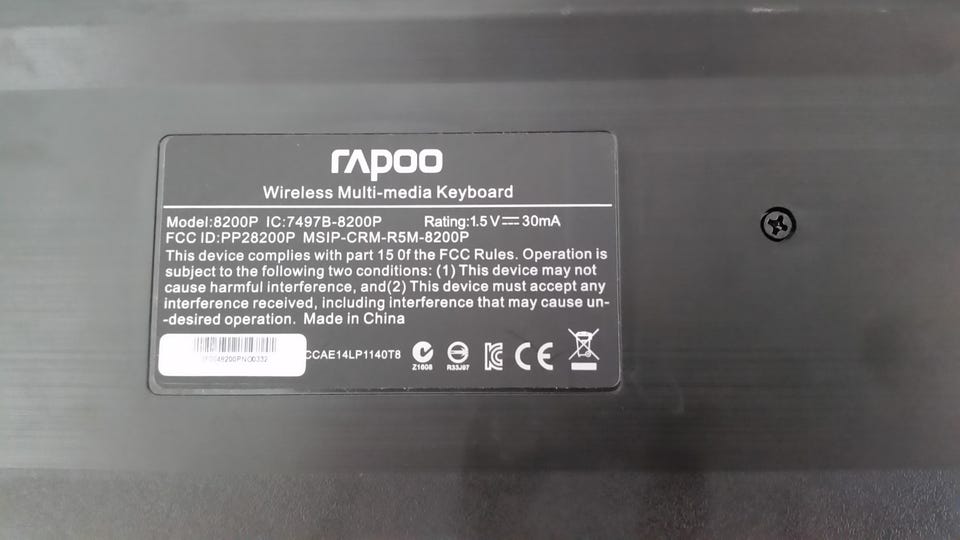 rapoo
Wireless Multi-media Keyboard
Model:8200P IC:7497B-8200P Rating:1.5V⎓30mA
FCC ID:PP28200P MSIP-CRM-R5M-8200P
This device complies with part 15 0f the FCC Rules. Operation is
subject to the following two conditions: (1) This device may not
cause harmful interference, and(2) This device must accept any
interference received, including interference that may cause un-
-desired operation. Made in China
CCAE14LP1140T8
Z1608 R33J87
CE